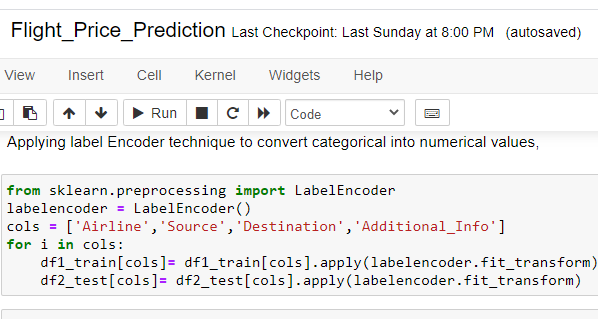 Flight_Price_Prediction Last Checkpoint: Last Sunday at 8:00 PM (autosaved)
View Insert Cell Kernel Widgets Help
Run Code
Applying label Encoder technique to convert categorical into numerical values,
from sklearn.preprocessing import LabelEncoder
labelencoder = LabelEncoder()
cols = ['Airline','Source','Destination','Additional_Info']
for i in cols:
    df1_train[cols]= df1_train[cols].apply(labelencoder.fit_transform)
    df2_test[cols]= df2_test[cols].apply(labelencoder.fit_transform)